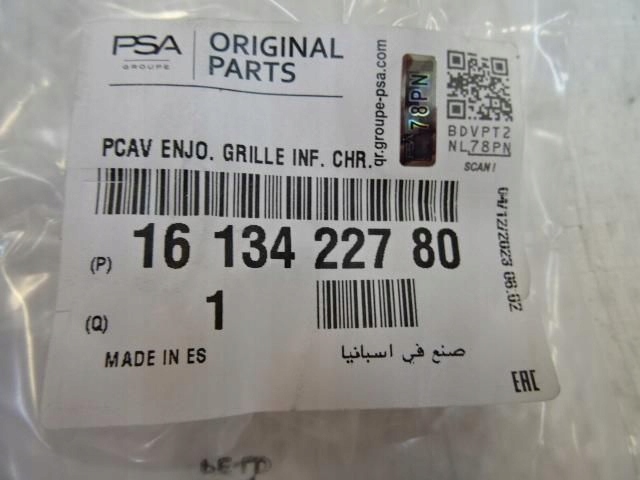 PSA
GROUPE
ORIGINAL
PARTS
qr.groupe-psa.com
78PN
BDVPT2
NL78PN
SCAN !
PCAV ENJO. GRILLE INF. CHR.
(P) 16 134 227 80
04/12/2023 06:02
(Q) 1
MADE IN ES
صنع في اسبانيا
EAC